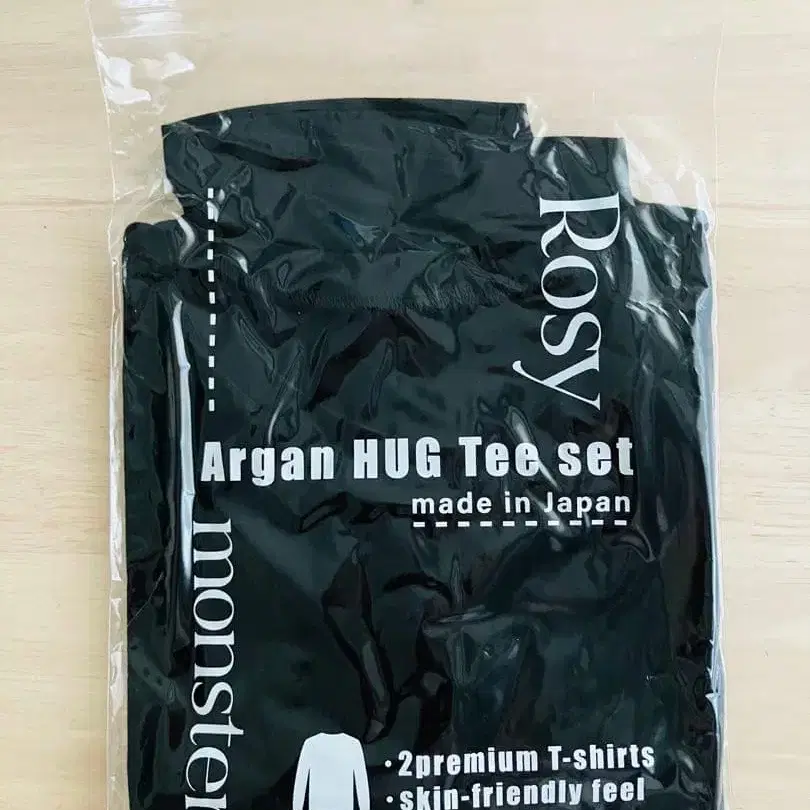 Rosy
Argan HUG Tee set
made in Japan
monster
·2premium T-shirts
·skin-friendly feel